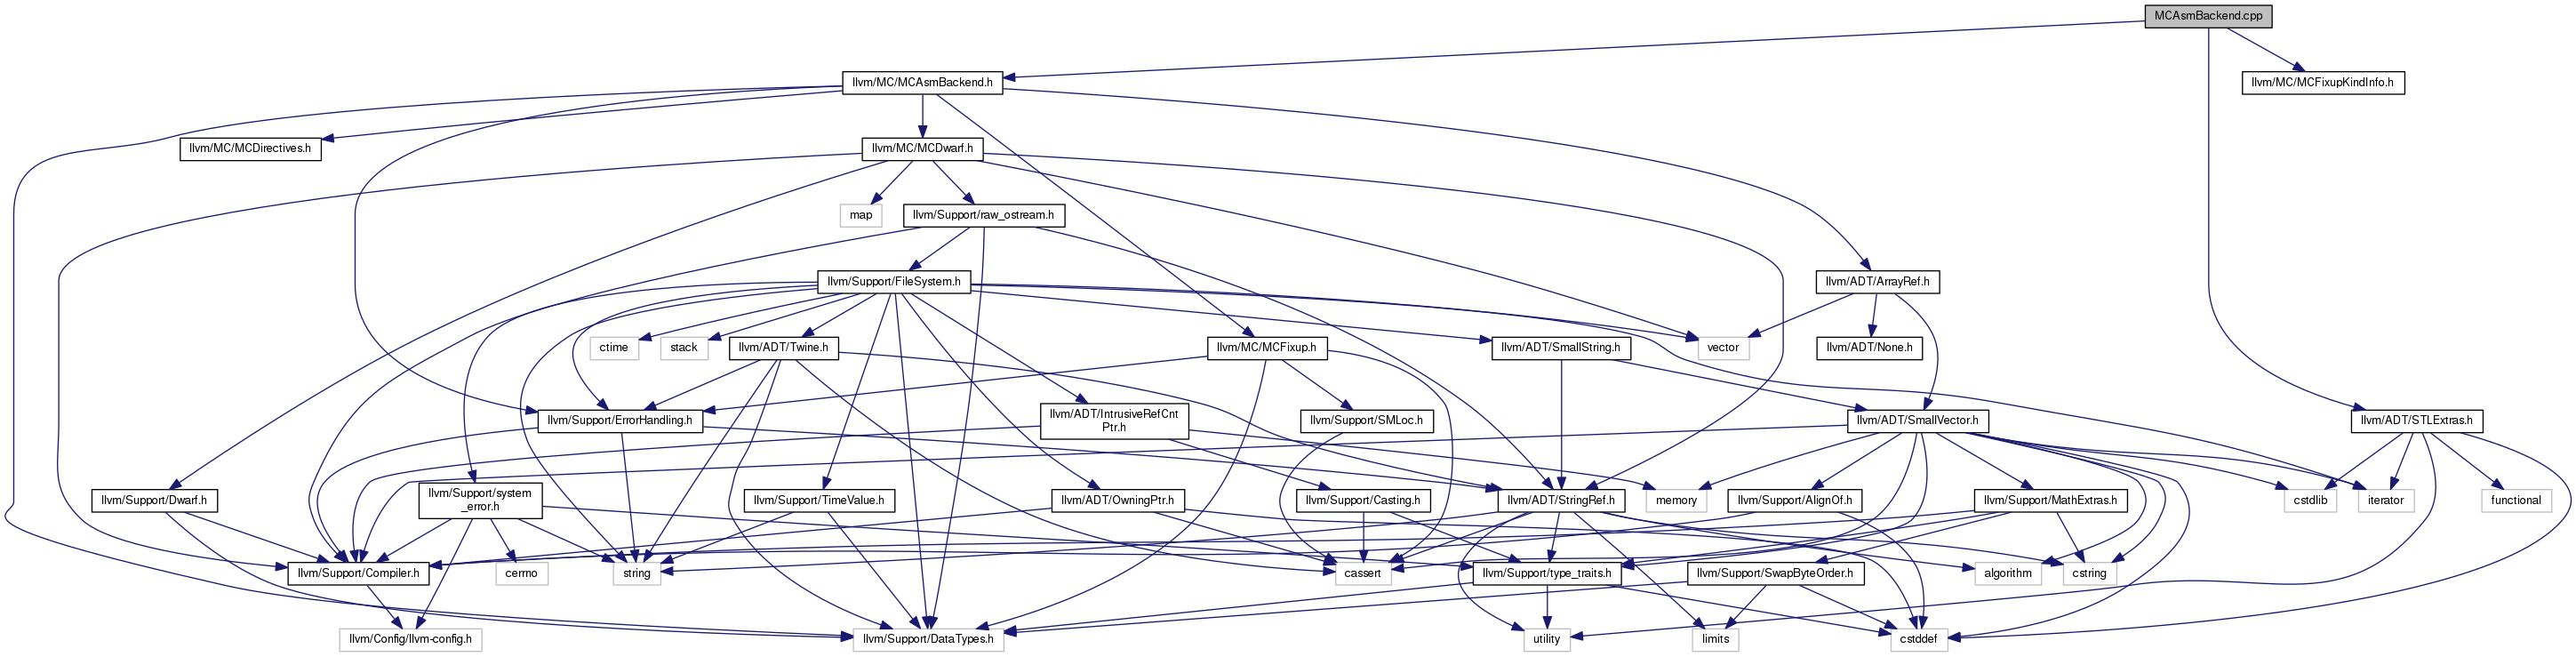 MCAsmBackend.cpp
llvm/MC/MCAsmBackend.h
llvm/MC/MCFixupKindInfo.h
llvm/MC/MCDirectives.h
llvm/MC/MCDwarf.h
map
llvm/Support/raw_ostream.h
llvm/Support/FileSystem.h
llvm/ADT/ArrayRef.h
ctime
stack
llvm/ADT/Twine.h
llvm/MC/MCFixup.h
llvm/ADT/SmallString.h
vector
llvm/ADT/None.h
llvm/Support/ErrorHandling.h
llvm/ADT/IntrusiveRefCnt
Ptr.h
llvm/Support/SMLoc.h
llvm/ADT/SmallVector.h
llvm/ADT/STLExtras.h
llvm/Support/Dwarf.h
llvm/Support/system
_error.h
llvm/Support/TimeValue.h
llvm/ADT/OwningPtr.h
llvm/Support/Casting.h
llvm/ADT/StringRef.h
memory
llvm/Support/AlignOf.h
llvm/Support/MathExtras.h
cstdlib
iterator
functional
llvm/Support/Compiler.h
cerrno
string
cassert
llvm/Support/type_traits.h
llvm/Support/SwapByteOrder.h
algorithm
cstring
llvm/Config/llvm-config.h
llvm/Support/DataTypes.h
utility
limits
cstddef